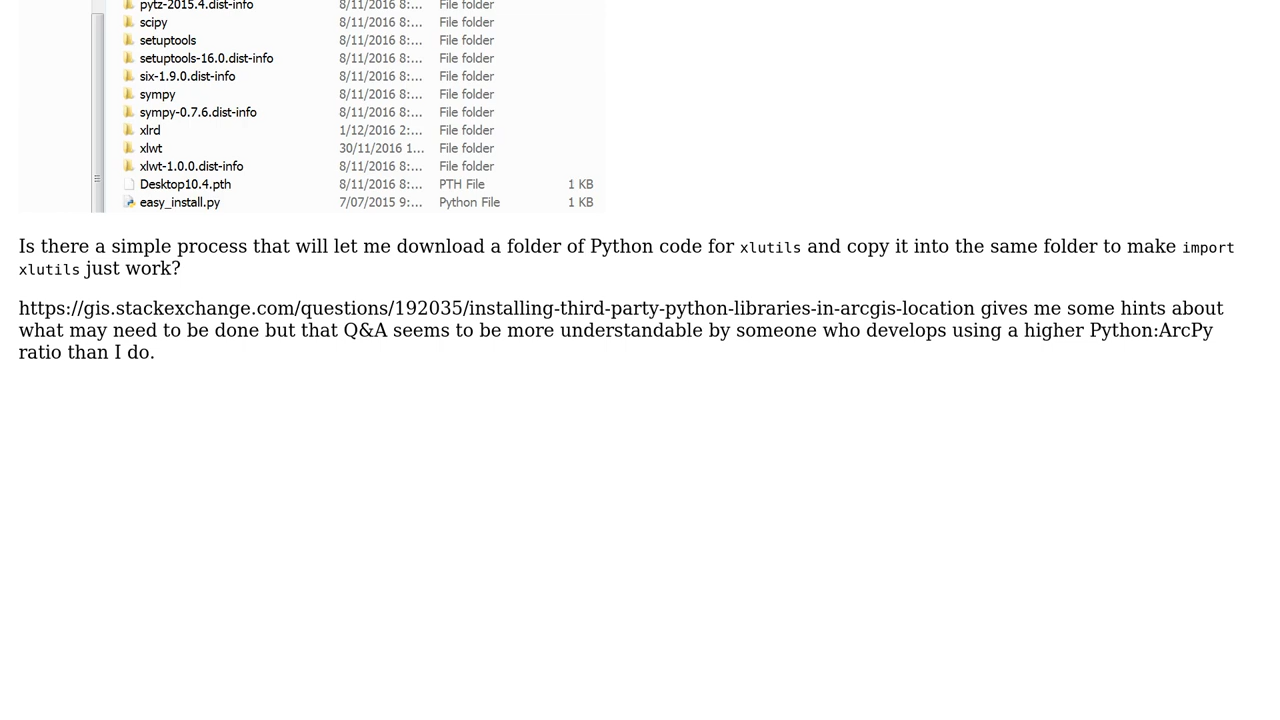 pytz-2015.4.dist-info 8/11/2016 8:... File folder
scipy 8/11/2016 8:... File folder
setuptools 8/11/2016 8:... File folder
setuptools-16.0.dist-info 8/11/2016 8:... File folder
six-1.9.0.dist-info 8/11/2016 8:... File folder
sympy 8/11/2016 8:... File folder
sympy-0.7.6.dist-info 8/11/2016 8:... File folder
xlrd 1/12/2016 2:... File folder
xlwt 30/11/2016 1... File folder
xlwt-1.0.0.dist-info 8/11/2016 8:... File folder
Desktop10.4.pth 8/11/2016 8:... PTH File 1 KB
easy_install.py 7/07/2015 9:... Python File 1 KB
Is there a simple process that will let me download a folder of Python code for xlutils and copy it into the same folder to make import
xlutils just work?
https://gis.stackexchange.com/questions/192035/installing-third-party-python-libraries-in-arcgis-location gives me some hints about
what may need to be done but that Q&A seems to be more understandable by someone who develops using a higher Python:ArcPy
ratio than I do.